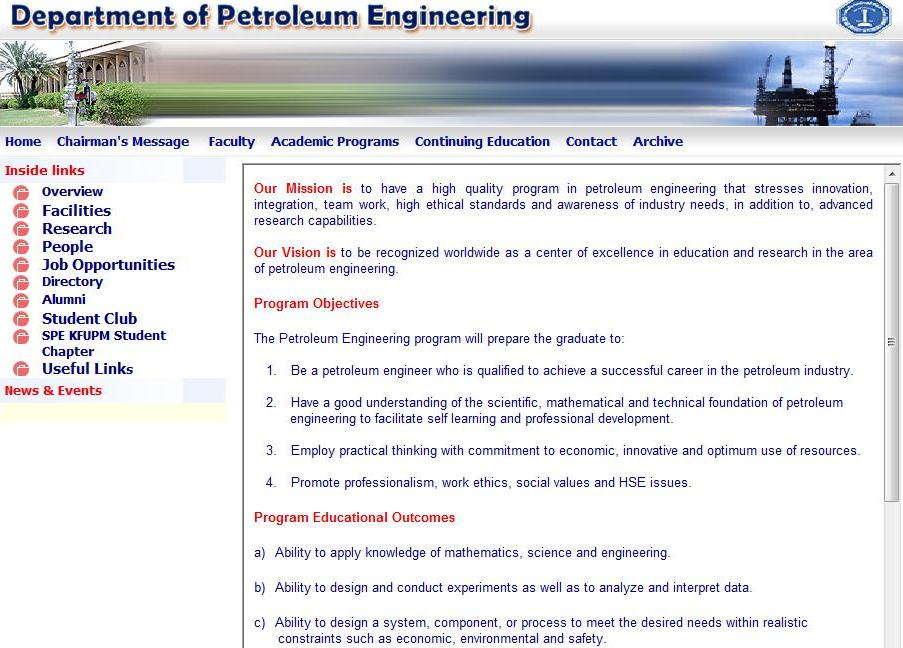 Department of Petroleum Engineering
Home Chairman's Message Faculty Academic Programs Continuing Education Contact Archive
Inside links
Overview
Facilities
Research
People
Job Opportunities
Directory
Alumni
Student Club
SPE KFUPM Student
Chapter
Useful Links
News & Events
Our Mission is to have a high quality program in petroleum engineering that stresses innovation,
integration, team work, high ethical standards and awareness of industry needs, in addition to, advanced
research capabilities.
Our Vision is to be recognized worldwide as a center of excellence in education and research in the area
of petroleum engineering.
Program Objectives
The Petroleum Engineering program will prepare the graduate to:
1. Be a petroleum engineer who is qualified to achieve a successful career in the petroleum industry.
2. Have a good understanding of the scientific, mathematical and technical foundation of petroleum
engineering to facilitate self learning and professional development.
3. Employ practical thinking with commitment to economic, innovative and optimum use of resources.
4. Promote professionalism, work ethics, social values and HSE issues.
Program Educational Outcomes
a) Ability to apply knowledge of mathematics, science and engineering.
b) Ability to design and conduct experiments as well as to analyze and interpret data.
c) Ability to design a system, component, or process to meet the desired needs within realistic
constraints such as economic, environmental and safety.